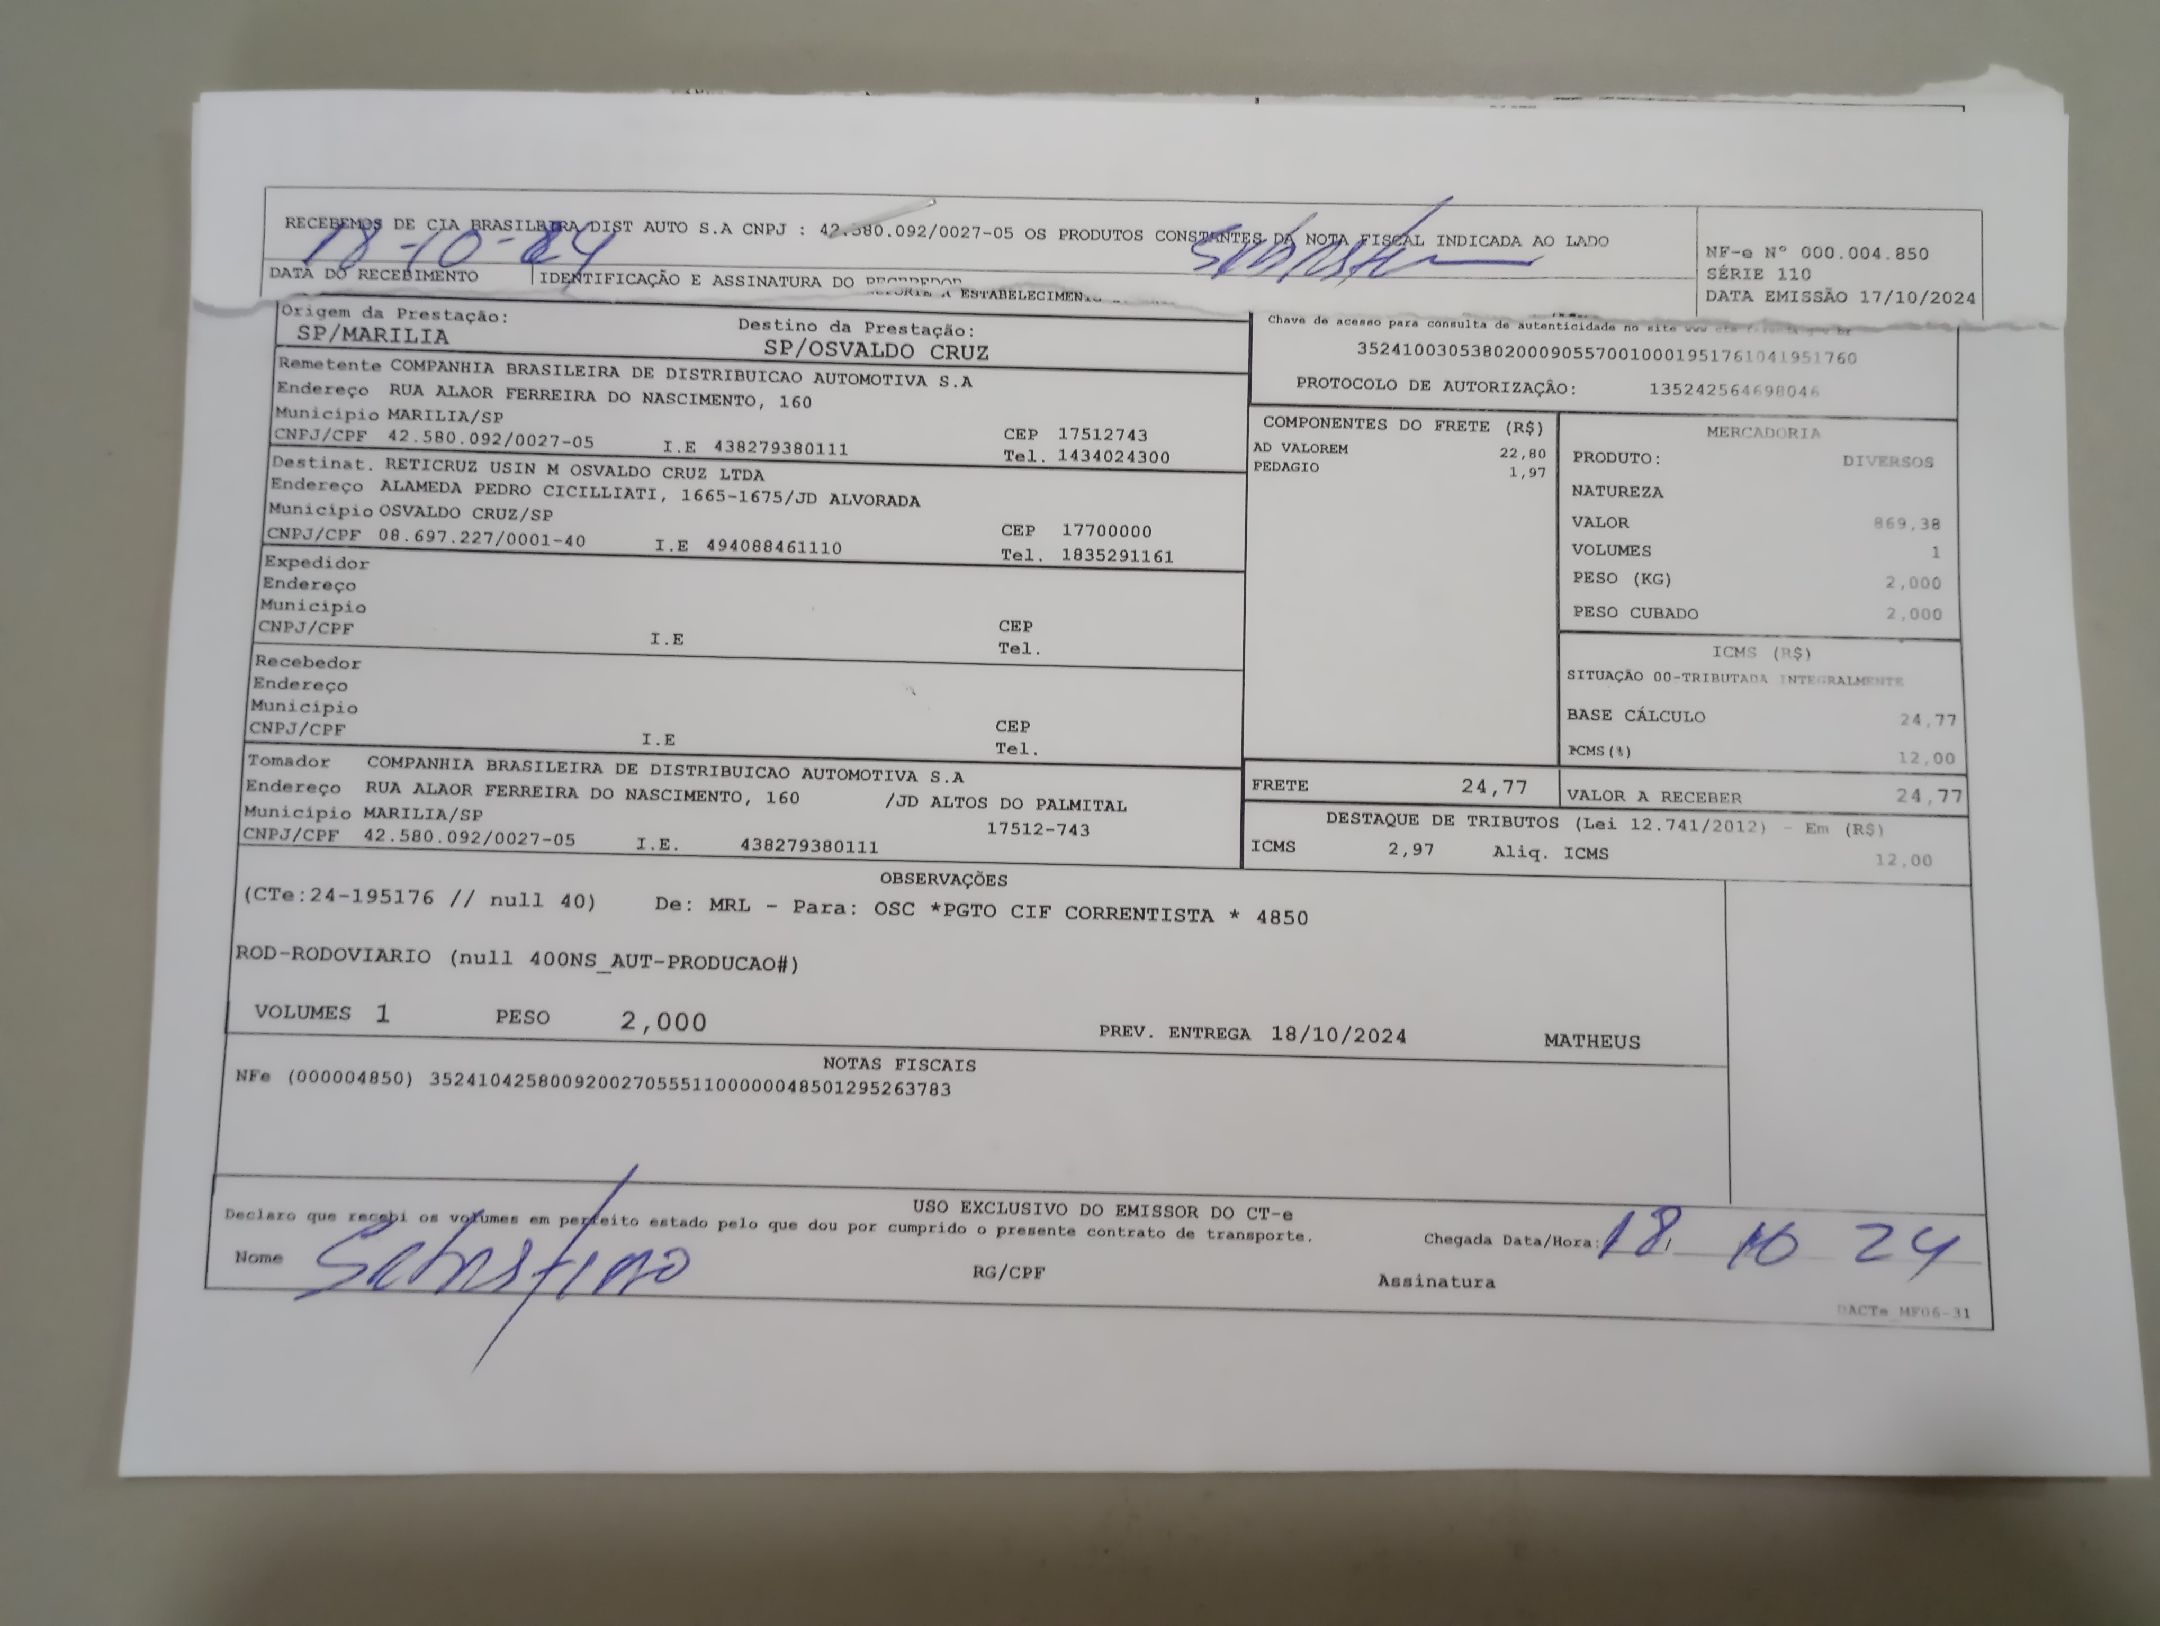 RECEBEMOS DE CIA BRASILEIRA DIST AUTO S.A CNPJ : 42.580.092/0027-05 OS PRODUTOS CONSTANTES DA NOTA FISCAL INDICADA AO LADO
18-10-24
DATA DO RECEBIMENTO
IDENTIFICAÇÃO E ASSINATURA DO
NF-e Nº 000.004.850
SÉRIE 110
DATA EMISSÃO 17/10/2024
Origem da Prestação:
SP/MARILIA
Destino da Prestação:
SP/OSVALDO CRUZ
Chave de acesso para consulta de autenticidade no site
35241003053802000905570010001951761041951760
PROTOCOLO DE AUTORIZAÇÃO: 135242564698046
Remetente COMPANHIA BRASILEIRA DE DISTRIBUICAO AUTOMOTIVA S.A
Endereço RUA ALAOR FERREIRA DO NASCIMENTO, 160
Município MARILIA/SP CEP 17512743
CNPJ/CPF 42.580.092/0027-05 I.E 438279380111 Tel. 1434024300
Destinat. RETICRUZ USIN M OSVALDO CRUZ LTDA
Endereço ALAMEDA PEDRO CICILLIATI, 1665-1675/JD ALVORADA
Município OSVALDO CRUZ/SP CEP 17700000
CNPJ/CPF 08.697.227/0001-40 I.E 494088461110 Tel. 1835291161
Expedidor
Endereço
Município CEP
CNPJ/CPF I.E Tel.
Recebedor
Endereço
Município CEP
CNPJ/CPF I.E Tel.
Tomador COMPANHIA BRASILEIRA DE DISTRIBUICAO AUTOMOTIVA S.A
Endereço RUA ALAOR FERREIRA DO NASCIMENTO, 160 /JD ALTOS DO PALMITAL
Município MARILIA/SP 17512-743
CNPJ/CPF 42.580.092/0027-05 I.E. 438279380111
COMPONENTES DO FRETE (R$)
AD VALOREM 22,80
PEDAGIO 1,97
MERCADORIA
PRODUTO: DIVERSOS
NATUREZA
VALOR 869,38
VOLUMES 1
PESO (KG) 2,000
PESO CUBADO 2,000
ICMS (R$)
SITUAÇÃO 00-TRIBUTADA INTEGRALMENTE
BASE CÁLCULO 24,77
ICMS(%) 12,00
FRETE 24,77
VALOR A RECEBER 24,77
DESTAQUE DE TRIBUTOS (Lei 12.741/2012) - Em (R$)
ICMS 2,97 Aliq. ICMS 12,00
OBSERVAÇÕES
(CTe:24-195176 // null 40) De: MRL - Para: OSC *PGTO CIF CORRENTISTA * 4850
ROD-RODOVIARIO (null 400NS_AUT-PRODUCAO#)
VOLUMES 1 PESO 2,000 PREV. ENTREGA 18/10/2024 MATHEUS
NOTAS FISCAIS
NFe (000004850) 35241042580092002705551100000048501295263783
USO EXCLUSIVO DO EMISSOR DO CT-e
Declaro que recebi os volumes em perfeito estado pelo que dou por cumprido o presente contrato de transporte.
Chegada Data/Hora: 18 10 24
Nome Sebastiao RG/CPF Assinatura
DACTe MF06-31